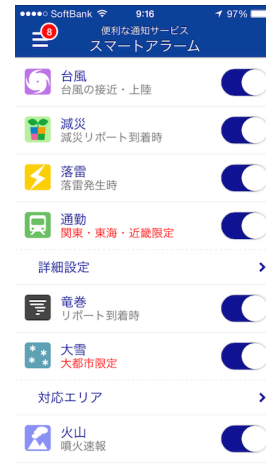 SoftBank 9:16 97%
8
便利な通知サービス
スマートアラーム
台風
台風の接近・上陸
減災
減災リポート到着時
落雷
落雷発生時
通勤
関東・東海・近畿限定
詳細設定
竜巻
リポート到着時
大雪
大都市限定
対応エリア
火山
噴火速報